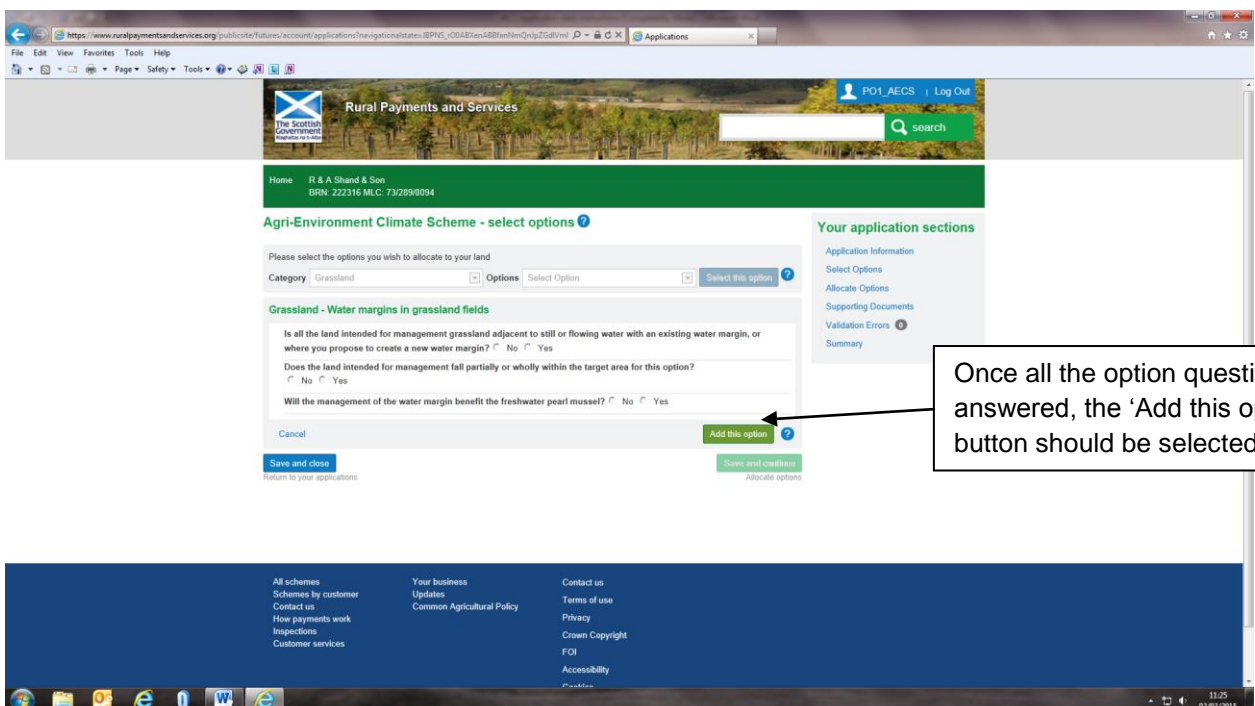 https://www.ruralpaymentsandservices.org/publicsite/futures/account/applications?navigationalstate=JBPNS_
Applications
File Edit View Favorites Tools Help
Page Safety Tools
The Scottish
Government
Riaghaltas na h-Alba
Rural Payments and Services
PO1_AECS | Log Out
search
Home R & A Shand & Son
BRN: 222316 MLC: 73/289/0094
Agri-Environment Climate Scheme - select options ?
Please select the options you wish to allocate to your land
Category Grassland Options Select Option Select this option ?
Grassland - Water margins in grassland fields
Is all the land intended for management grassland adjacent to still or flowing water with an existing water margin, or
where you propose to create a new water margin? No Yes
Does the land intended for management fall partially or wholly within the target area for this option?
No Yes
Will the management of the water margin benefit the freshwater pearl mussel? No Yes
Cancel Add this option ?
Save and close Save and continue
Return to your applications Allocate options
Your application sections
Application Information
Select Options
Allocate Options
Supporting Documents
Validation Errors 0
Summary
Once all the option questi
answered, the ‘Add this o
button should be selected
All schemes
Schemes by customer
Contact us
How payments work
Inspections
Customer services
Your business
Updates
Common Agricultural Policy
Contact us
Terms of use
Privacy
Crown Copyright
FOI
Accessibility
Cookies
11:25